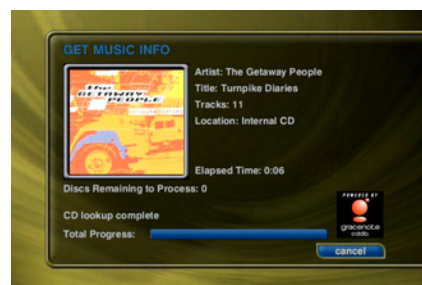 GET MUSIC INFO
the
GETAWAY
PEOPLE
Artist: The Getaway People
Title: Turnpike Diaries
Tracks: 11
Location: Internal CD
Elapsed Time: 0:06
Discs Remaining to Process: 0
CD lookup complete
Total Progress:
POWERED BY
gracenote
cddb
cancel